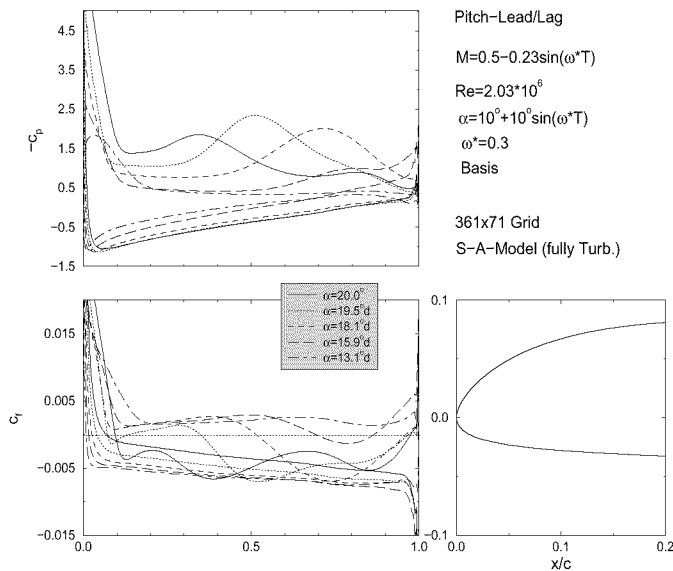 Pitch−Lead/Lag
M=0.5−0.23sin(ω*T)
Re=2.03*10⁶
α=10°+10°sin(ω*T)
ω*=0.3
Basis
361x71 Grid
S−A−Model (fully Turb.)
4.5
3.5
2.5
1.5
0.5
−0.5
−1.5
−cₚ
α=20.0°
α=19.5°d
α=18.1°d
α=15.9°d
α=13.1°d
0.015
0.005
−0.005
−0.015
c_f
0.0 0.5 1.0
0.1
0.0
−0.1
0.0 0.1 0.2
x/c